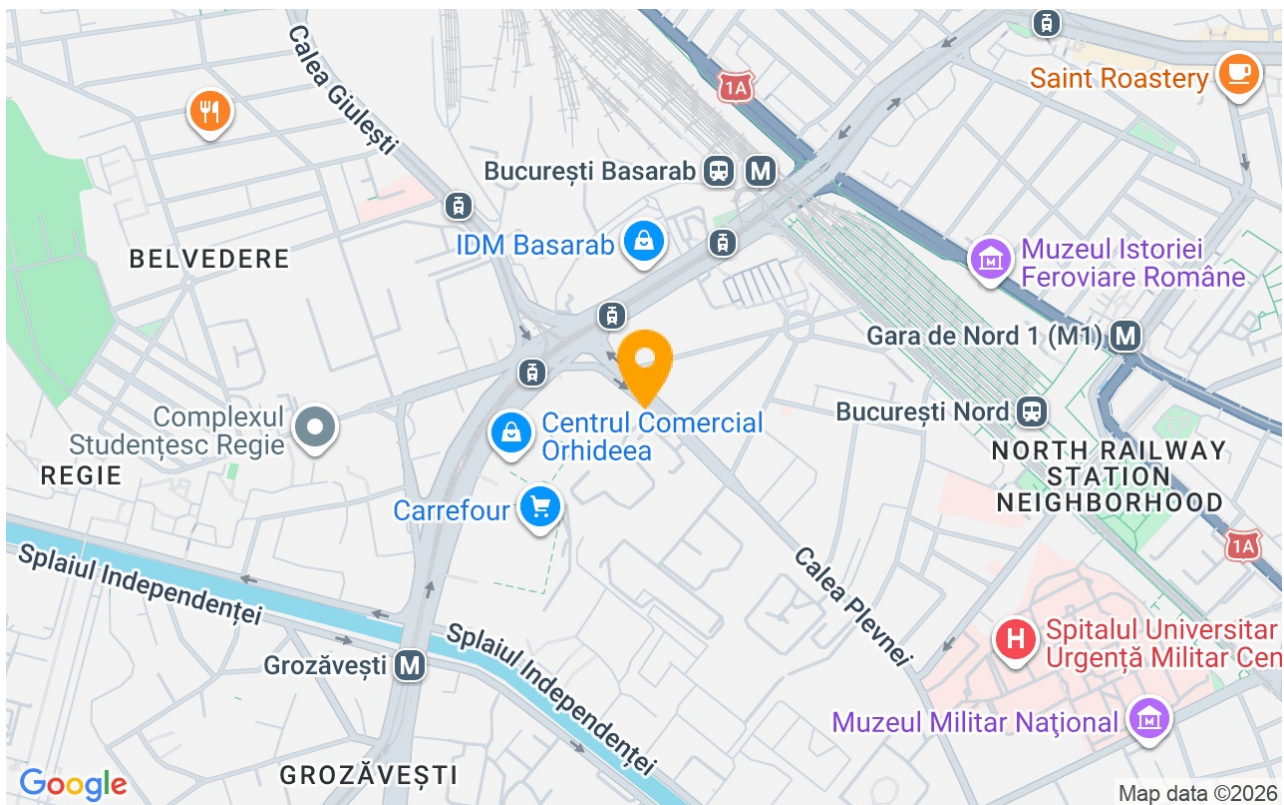 Calea Giulești
1A
Saint Roastery
București Basarab
M
IDM Basarab
BELVEDERE
Muzeul Istoriei
Feroviare Române
Gara de Nord 1 (M1)
M
Complexul
Studențesc Regie
REGIE
Centrul Comercial
Orhideea
București Nord
NORTH RAILWAY
STATION
NEIGHBORHOOD
Carrefour
1A
Splaiul Independenței
Calea Plevnei
Splaiul Independenței
H
Spitalul Universitar
Urgență Militar Cen
Grozăvești
M
Muzeul Militar Național
GROZĂVEȘTI
Google
Map data ©2026